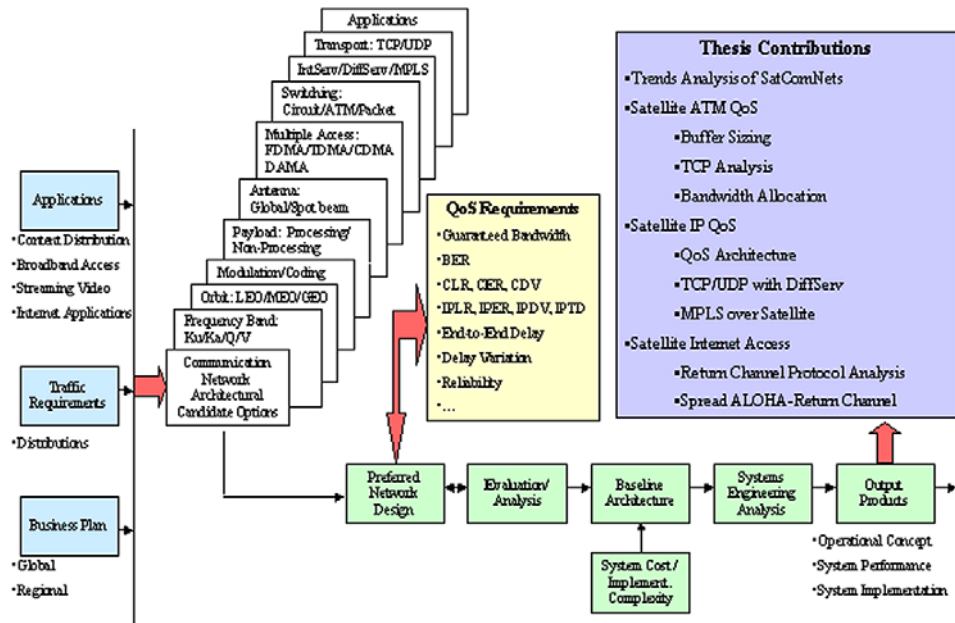 Applications
Transport: TCP/UDP
IntServ/DiffServ/MPLS
Switching:
Circuit/ATM/Packet
Multiple Access:
FDMA/TDMA/CDMA
DAMA
Antenna:
Global/Spot beam
Payload: Processing/
Non-Processing
Modulation/Coding
Orbit: LEO/MEO/GEO
Frequency Band:
Ku/Ka/Q/V
Communication
Network
Architectural
Candidate Options
Applications
•Content Distribution
•Broadband Access
•Streaming Video
•Internet Applications
Traffic
Requirements
•Distributions
Business Plan
•Global
•Regional
QoS Requirements
•Guaranteed Bandwidth
•BER
•CLR, CER, CDV
•IPLR, IPER, IPDV, IPTD
•End-to-End Delay
•Delay Variation
•Reliability
•...
Thesis Contributions
▪Trends Analysis of SatComNets
▪Satellite ATM QoS
▪Buffer Sizing
▪TCP Analysis
▪Bandwidth Allocation
▪Satellite IP QoS
▪QoS Architecture
▪TCP/UDP with DiffServ
▪MPLS over Satellite
▪Satellite Internet Access
▪Return Channel Protocol Analysis
▪Spread ALOHA-Return Channel
Preferred
Network
Design
Evaluation/
Analysis
Baseline
Architecture
Systems
Engineering
Analysis
Output
Products
System Cost /
Implement.
Complexity
•Operational Concept
•System Performance
•System Implementation